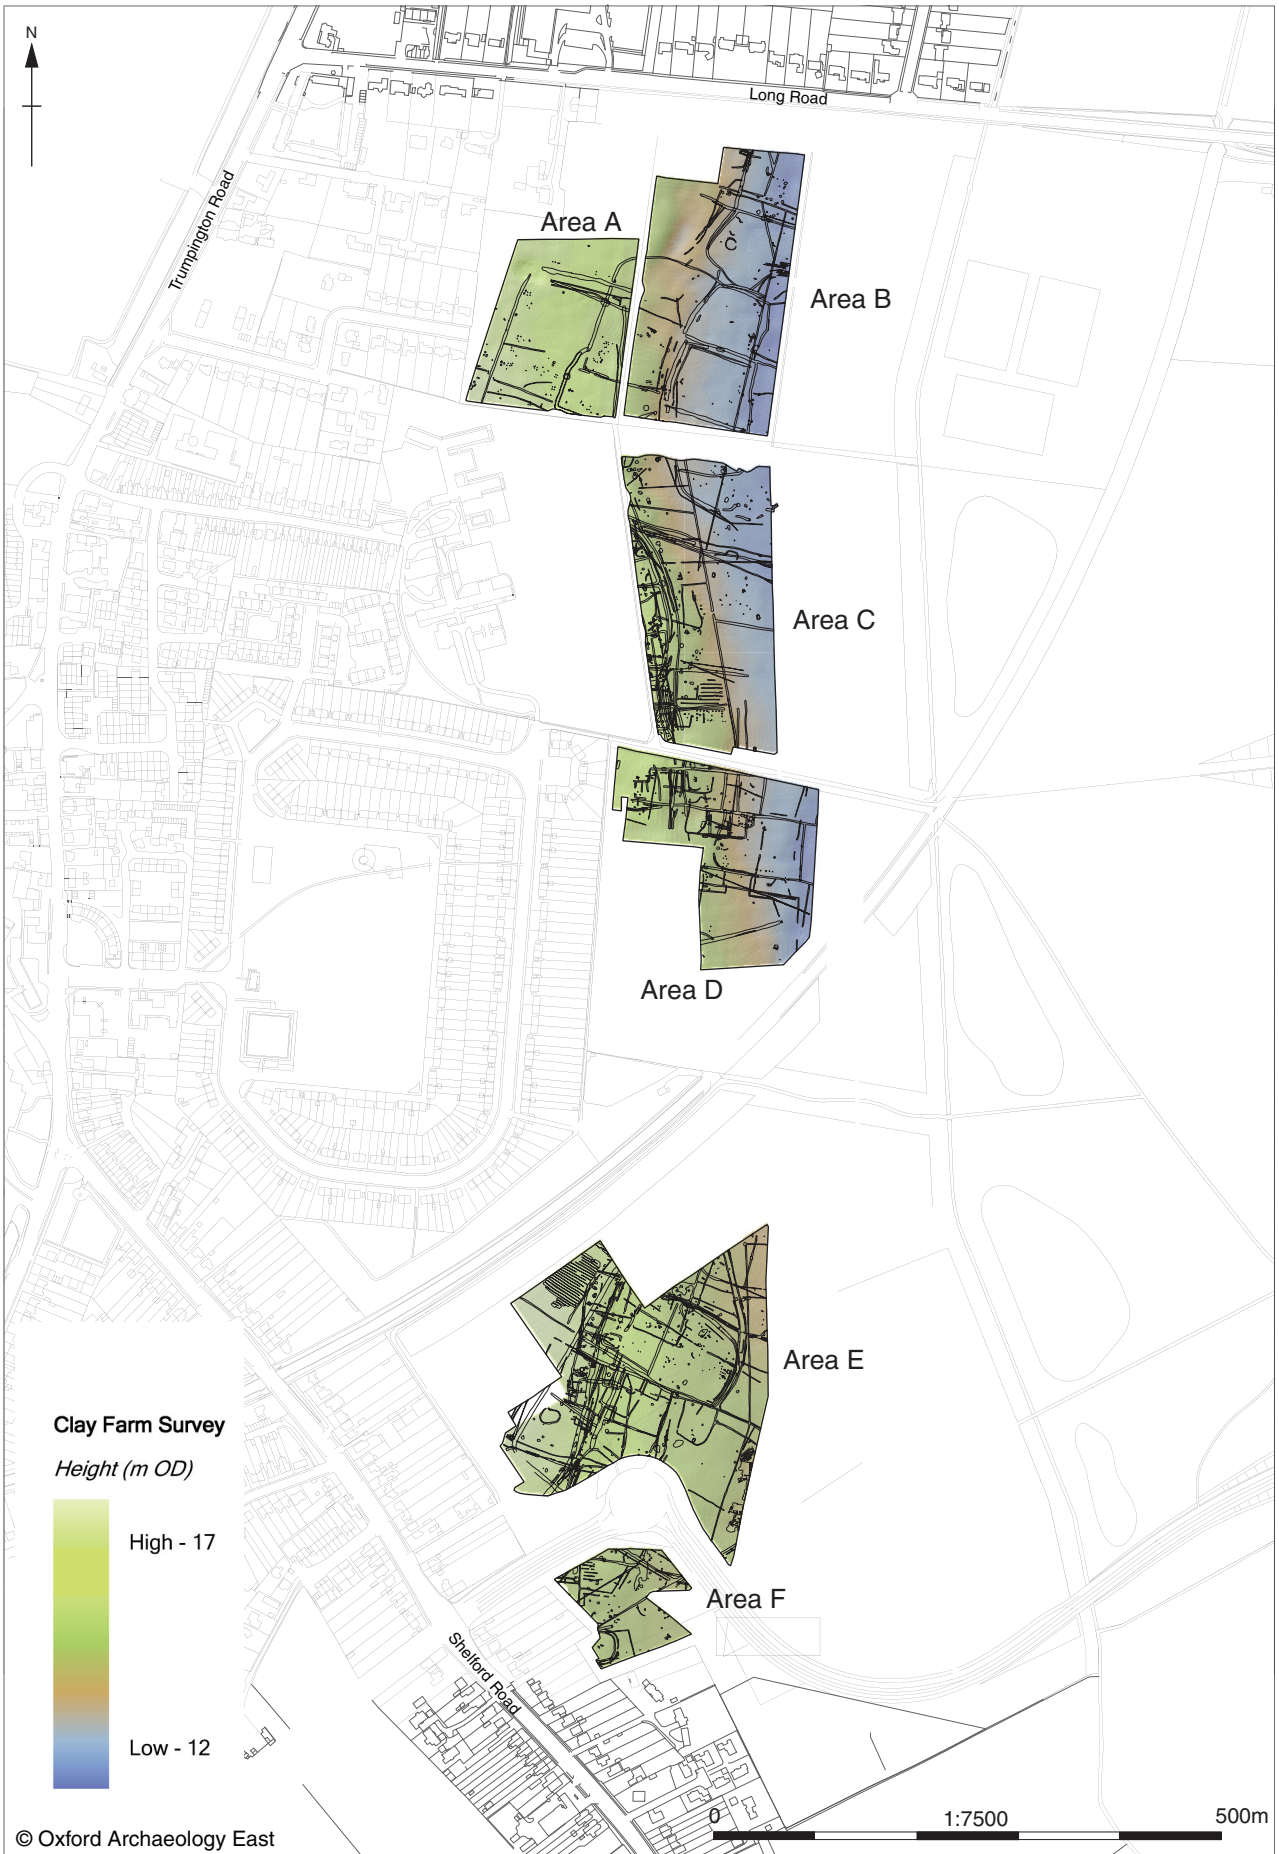 N
Long Road
Trumpington Road
Area A
Area B
Area C
Area D
Area E
Area F
Shelford Road
Clay Farm Survey
Height (m OD)
High - 17
Low - 12
© Oxford Archaeology East
0 1:7500 500m